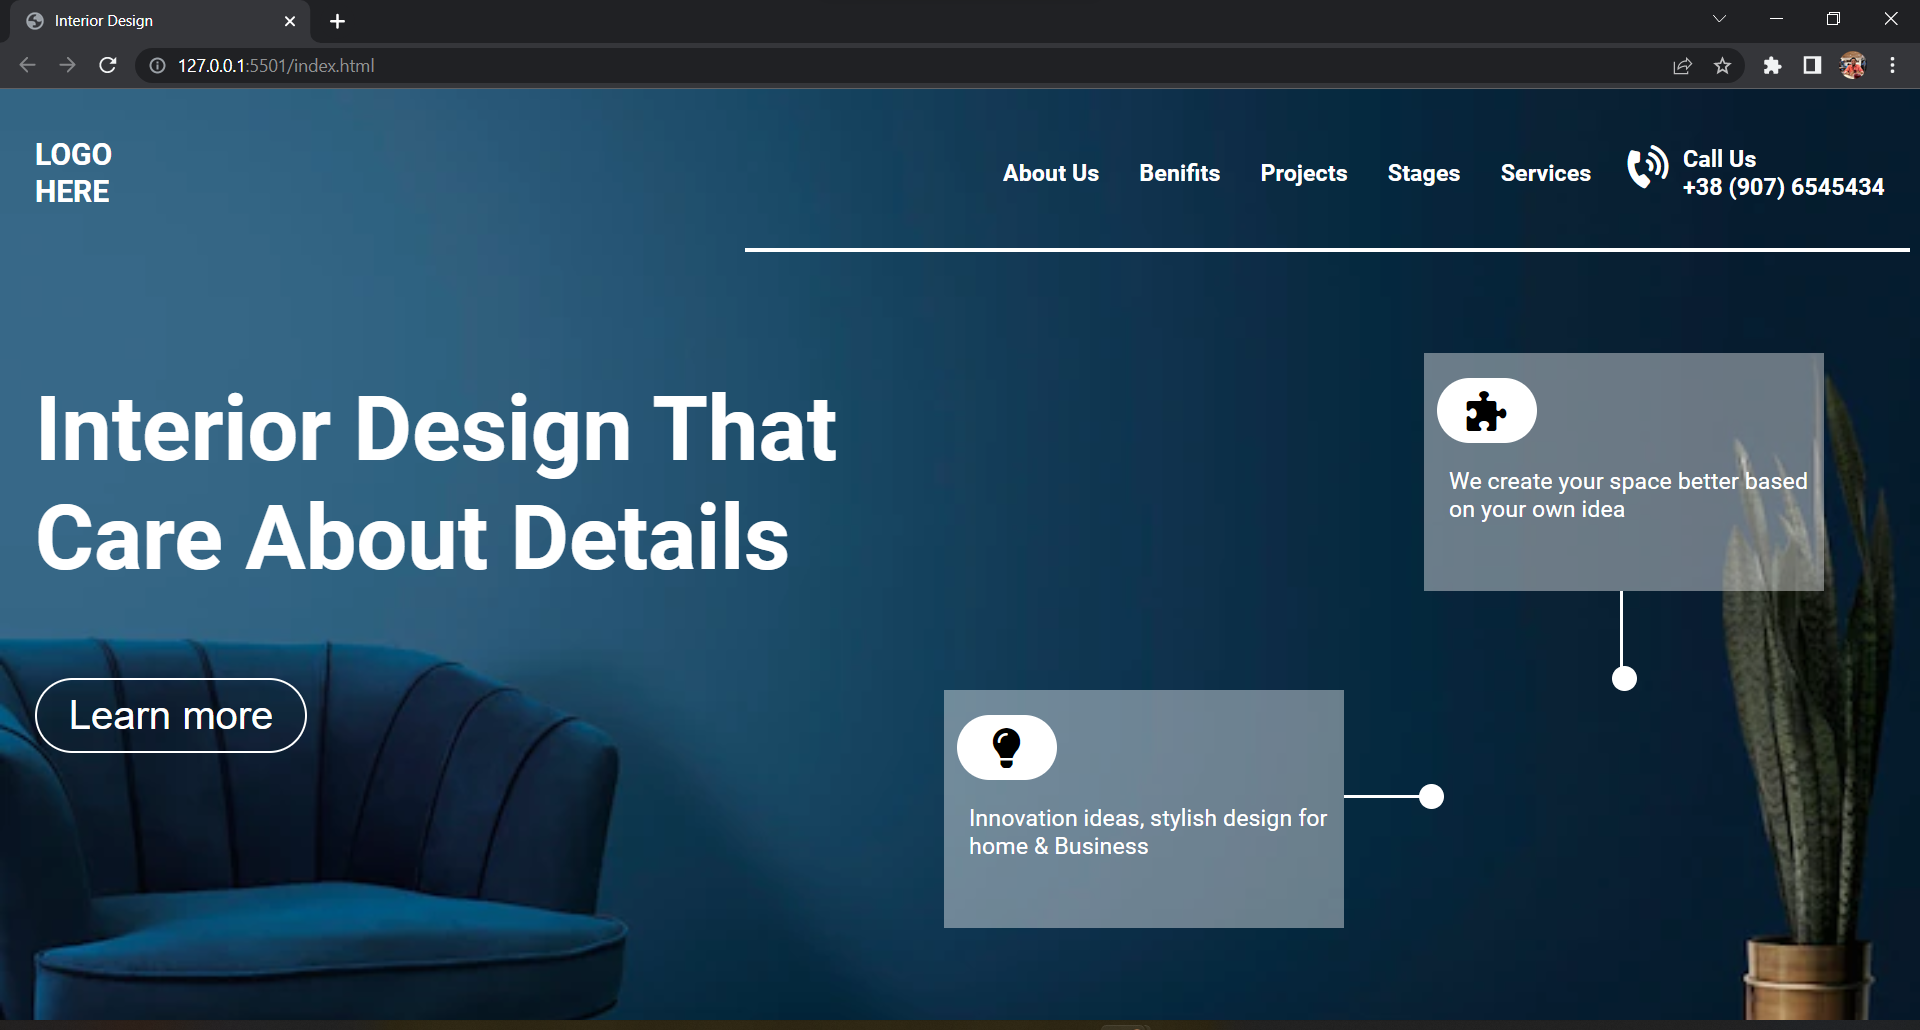 Interior Design
127.0.0.1:5501/index.html
LOGO
HERE
About Us Benifits Projects Stages Services
Call Us
+38 (907) 6545434
Interior Design That
Care About Details
Learn more
We create your space better based
on your own idea
Innovation ideas, stylish design for
home & Business